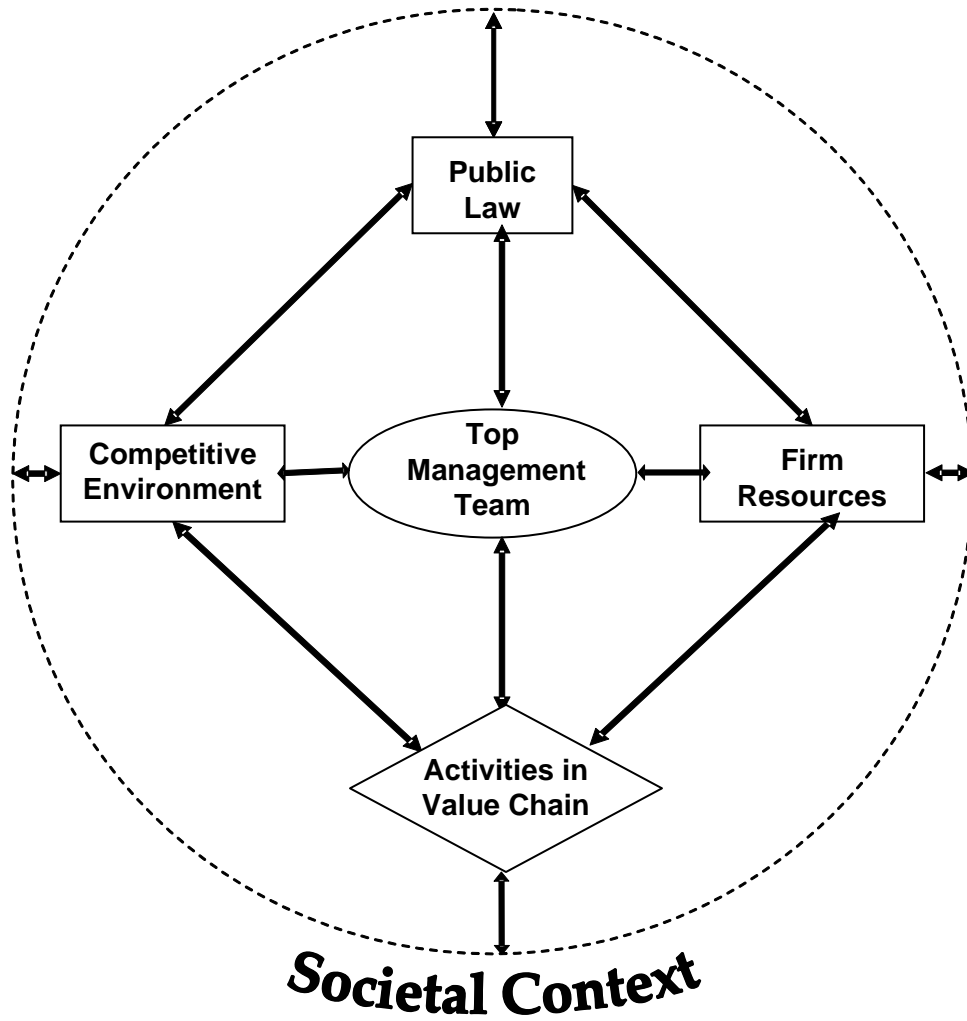 Public
Law
Competitive
Environment
Top
Management
Team
Firm
Resources
Activities in
Value Chain
Societal Context